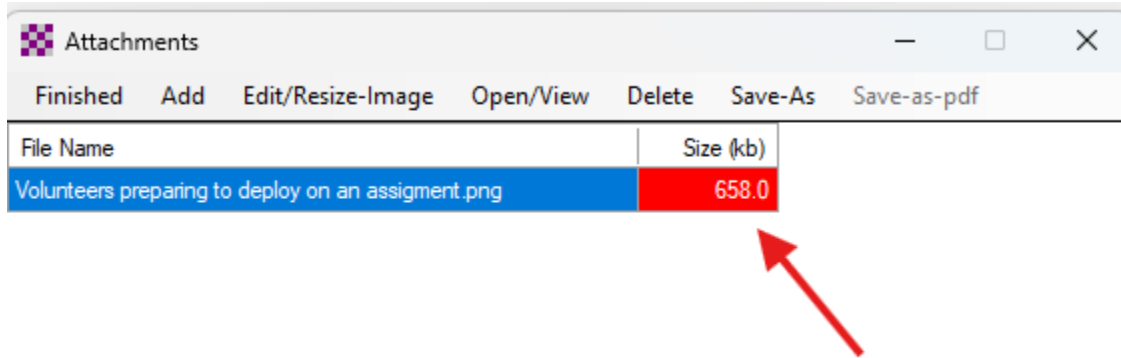 Attachments
Finished Add Edit/Resize-Image Open/View Delete Save-As Save-as-pdf
File Name Size (kb)
Volunteers preparing to deploy on an assigment.png 658.0